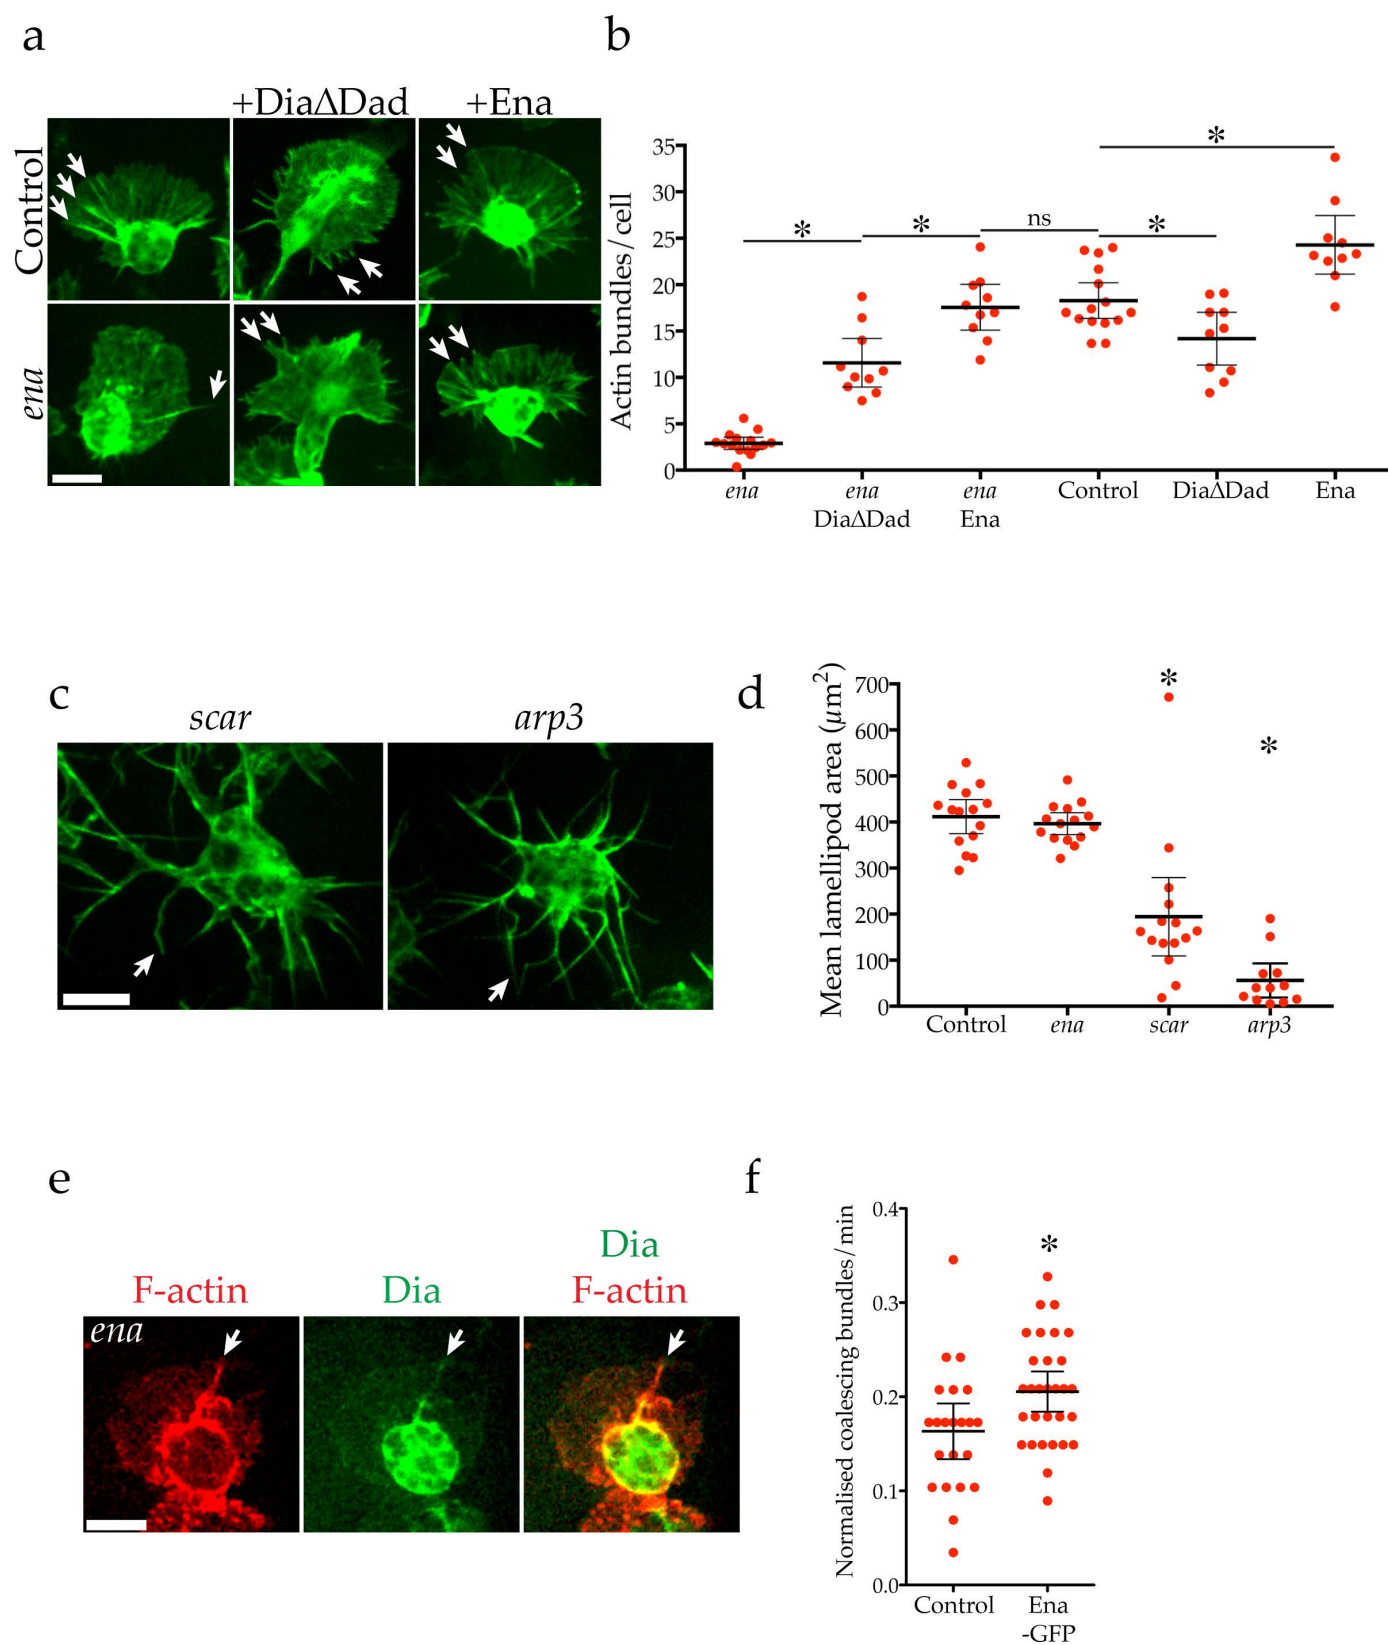 a
+DiaΔDad
+Ena
Control
ena
b
Actin bundles/cell
35
30
25
20
15
10
5
0
*
*
ns
*
*
ena
ena
DiaΔDad
ena
Ena
Control
DiaΔDad
Ena
c
scar
arp3
d
Mean lamellipod area (μm²)
700
600
500
400
300
200
100
0
*
*
Control
ena
scar
arp3
e
F-actin
Dia
Dia
F-actin
ena
f
Normalised coalescing bundles/min
0.4
0.3
0.2
0.1
0.0
*
Control
Ena
-GFP